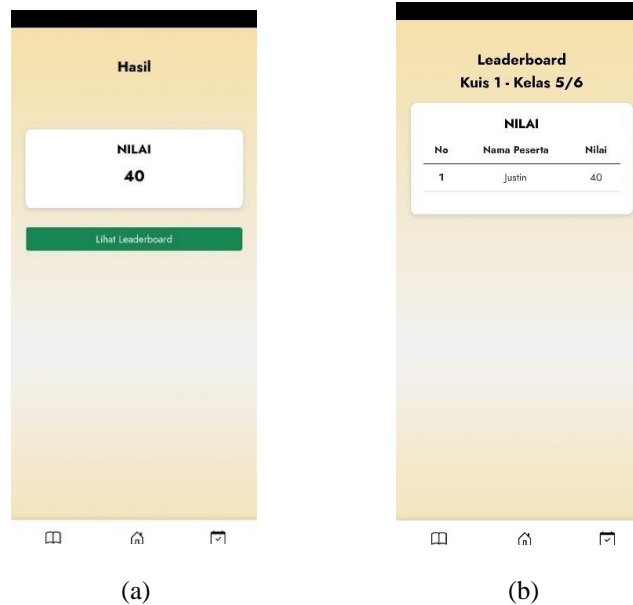 Hasil
NILAI
40
Lihat Leaderboard
(a)
Leaderboard
Kuis 1 - Kelas 5/6
NILAI
No Nama Peserta Nilai
1 Justin 40
(b)